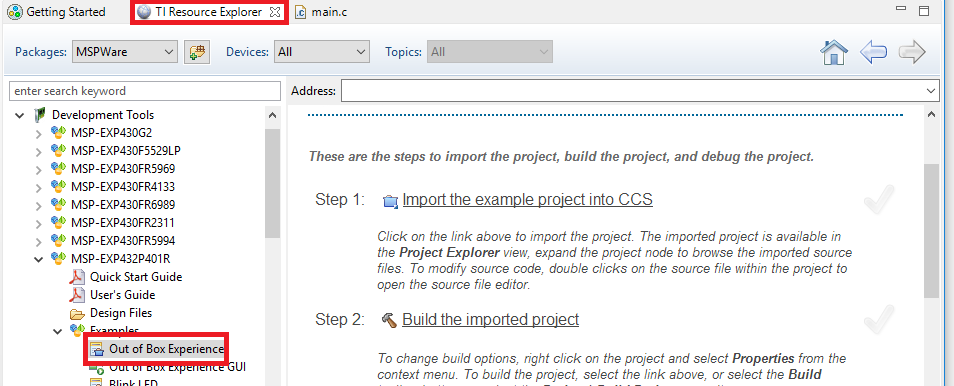 Getting Started
TI Resource Explorer
main.c
Packages: MSPWare
Devices: All
Topics: All
enter search keyword
Address:
Development Tools
MSP-EXP430G2
MSP-EXP430F5529LP
MSP-EXP430FR5969
MSP-EXP430FR4133
MSP-EXP430FR6989
MSP-EXP430FR2311
MSP-EXP430FR5994
MSP-EXP432P401R
Quick Start Guide
User's Guide
Design Files
Examples
Out of Box Experience
Out of Box Experience GUI
Blink LED
These are the steps to import the project, build the project, and debug the project.
Step 1: Import the example project into CCS
Click on the link above to import the project. The imported project is available in
the Project Explorer view, expand the project node to browse the imported source
files. To modify source code, double clicks on the source file within the project to
open the source file editor.
Step 2: Build the imported project
To change build options, right click on the project and select Properties from the
context menu. To build the project, select the link above, or select the Build